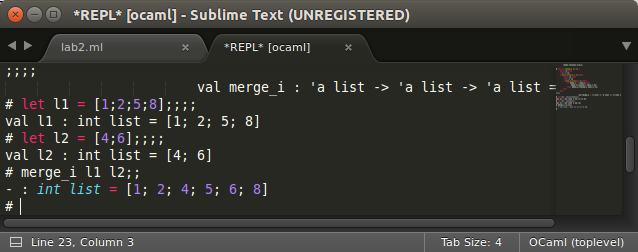 *REPL* [ocaml] - Sublime Text (UNREGISTERED)
lab2.ml × *REPL* [ocaml] ×
;;;;
val merge_i : 'a list -> 'a list -> 'a list =
# let l1 = [1;2;5;8];;;;
val l1 : int list = [1; 2; 5; 8]
# let l2 = [4;6];;;;
val l2 : int list = [4; 6]
# merge_i l1 l2;;
- : int list = [1; 2; 4; 5; 6; 8]
#
Line 23, Column 3 Tab Size: 4 OCaml (toplevel)